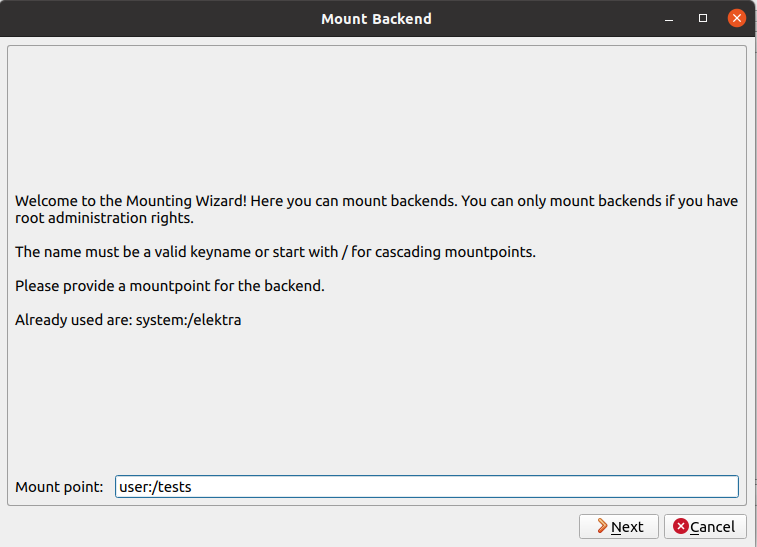 Mount Backend
Welcome to the Mounting Wizard! Here you can mount backends. You can only mount backends if you have
root administration rights.
The name must be a valid keyname or start with / for cascading mountpoints.
Please provide a mountpoint for the backend.
Already used are: system:/elektra
Mount point: user:/tests
Next Cancel